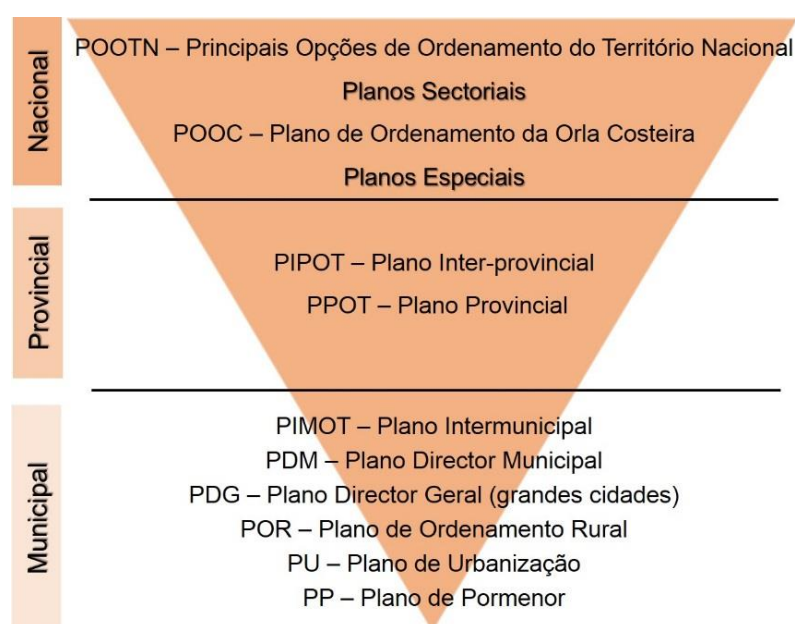 Nacional
POOTN – Principais Opções de Ordenamento do Território Nacional
Planos Sectoriais
POOC – Plano de Ordenamento da Orla Costeira
Planos Especiais
Provincial
PIPOT – Plano Inter-provincial
PPOT – Plano Provincial
Municipal
PIMOT – Plano Intermunicipal
PDM – Plano Director Municipal
PDG – Plano Director Geral (grandes cidades)
POR – Plano de Ordenamento Rural
PU – Plano de Urbanização
PP – Plano de Pormenor